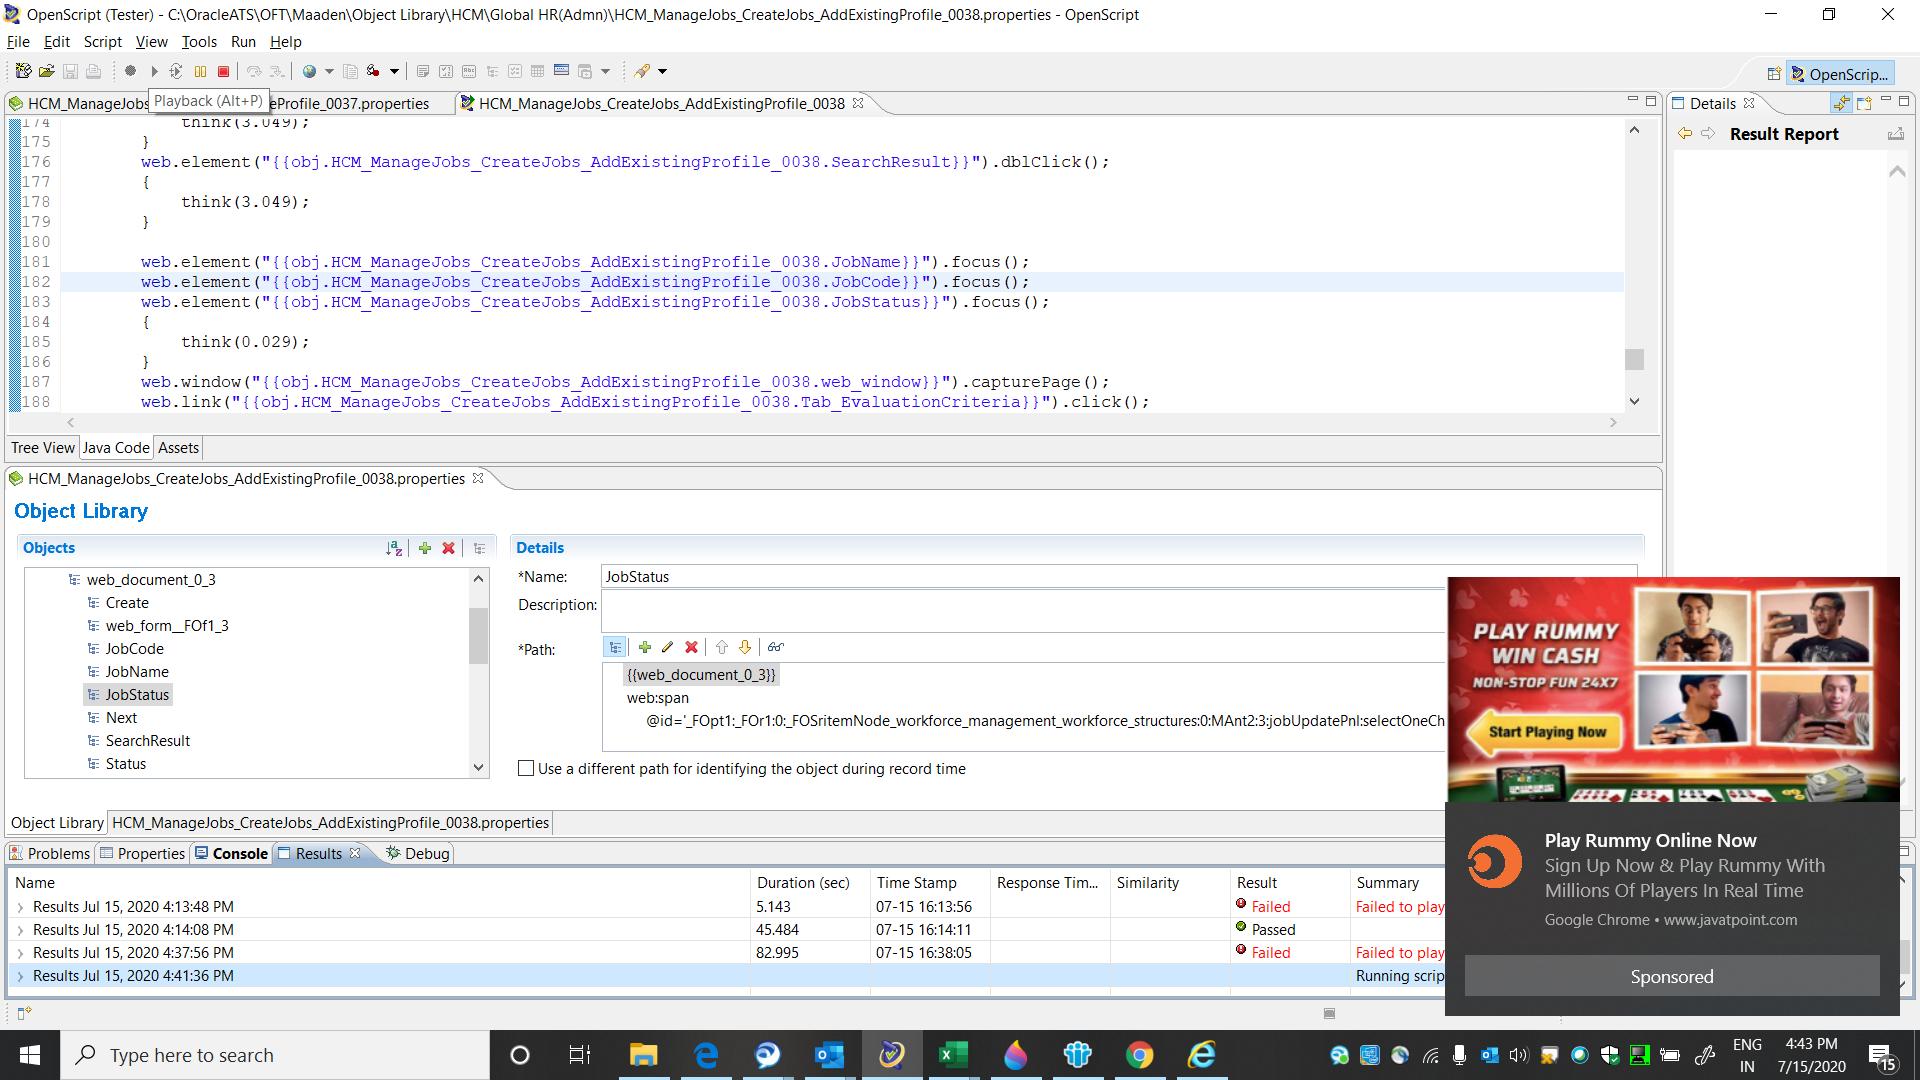 OpenScript (Tester) - C:\OracleATS\OFT\Maaden\Object Library\HCM\Global HR(Admn)\HCM_ManageJobs_CreateJobs_AddExistingProfile_0038.properties - OpenScript
File Edit Script View Tools Run Help
OpenScrip...
Playback (Alt+P)
HCM_ManageJobs eProfile_0037.properties
HCM_ManageJobs_CreateJobs_AddExistingProfile_0038
174 think(3.049);
175 }
176 web.element("{{obj.HCM_ManageJobs_CreateJobs_AddExistingProfile_0038.SearchResult}}").dblClick();
177 {
178 think(3.049);
179 }
180
181 web.element("{{obj.HCM_ManageJobs_CreateJobs_AddExistingProfile_0038.JobName}}").focus();
182 web.element("{{obj.HCM_ManageJobs_CreateJobs_AddExistingProfile_0038.JobCode}}").focus();
183 web.element("{{obj.HCM_ManageJobs_CreateJobs_AddExistingProfile_0038.JobStatus}}").focus();
184 {
185 think(0.029);
186 }
187 web.window("{{obj.HCM_ManageJobs_CreateJobs_AddExistingProfile_0038.web_window}}").capturePage();
188 web.link("{{obj.HCM_ManageJobs_CreateJobs_AddExistingProfile_0038.Tab_EvaluationCriteria}}").click();
Tree View Java Code Assets
Details
Result Report
HCM_ManageJobs_CreateJobs_AddExistingProfile_0038.properties
Object Library
Objects
web_document_0_3
Create
web_form__FOf1_3
JobCode
JobName
JobStatus
Next
SearchResult
Status
Details
*Name: JobStatus
Description:
*Path:
{{web_document_0_3}}
web:span
@id='_FOpt1:_FOr1:0:_FOSritemNode_workforce_management_workforce_structures:0:MAnt2:3:jobUpdatePnl:selectOneCh
Use a different path for identifying the object during record time
Object Library HCM_ManageJobs_CreateJobs_AddExistingProfile_0038.properties
Problems Properties Console Results Debug
Name Duration (sec) Time Stamp Response Tim... Similarity Result Summary
Results Jul 15, 2020 4:13:48 PM 5.143 07-15 16:13:56 Failed Failed to play
Results Jul 15, 2020 4:14:08 PM 45.484 07-15 16:14:11 Passed
Results Jul 15, 2020 4:37:56 PM 82.995 07-15 16:38:05 Failed Failed to play
Results Jul 15, 2020 4:41:36 PM Running scrip
PLAY RUMMY
WIN CASH
NON-STOP FUN 24X7
Start Playing Now
Play Rummy Online Now
Sign Up Now & Play Rummy With
Millions Of Players In Real Time
Google Chrome • www.javatpoint.com
Sponsored
Type here to search
ENG
IN
4:43 PM
7/15/2020
15